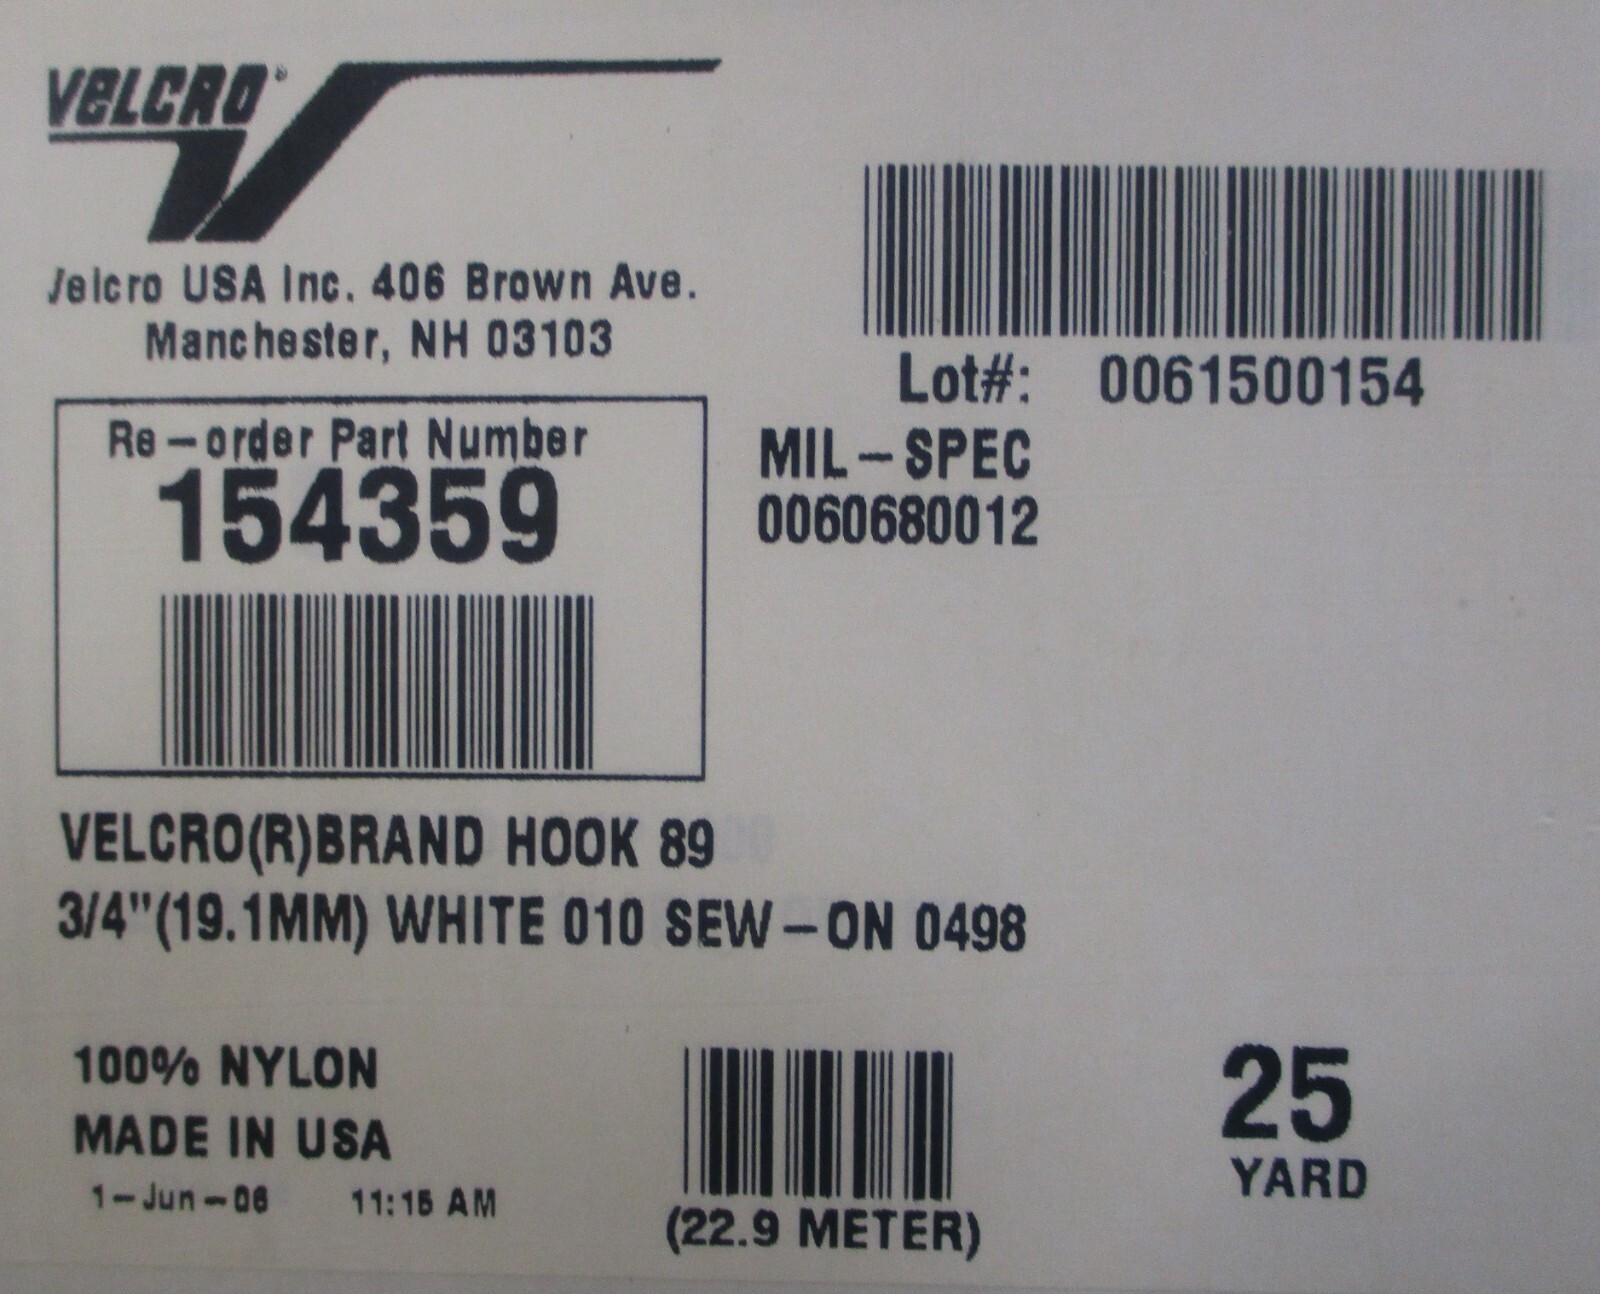 VELCRO®
Velcro USA Inc. 406 Brown Ave.
Manchester, NH 03103
Re-order Part Number
154359
Lot#: 0061500154
MIL-SPEC
0060680012
VELCRO(R)BRAND HOOK 89
3/4"(19.1MM) WHITE 010 SEW-ON 0498
100% NYLON
MADE IN USA
1-Jun-06 11:15 AM
(22.9 METER)
25
YARD